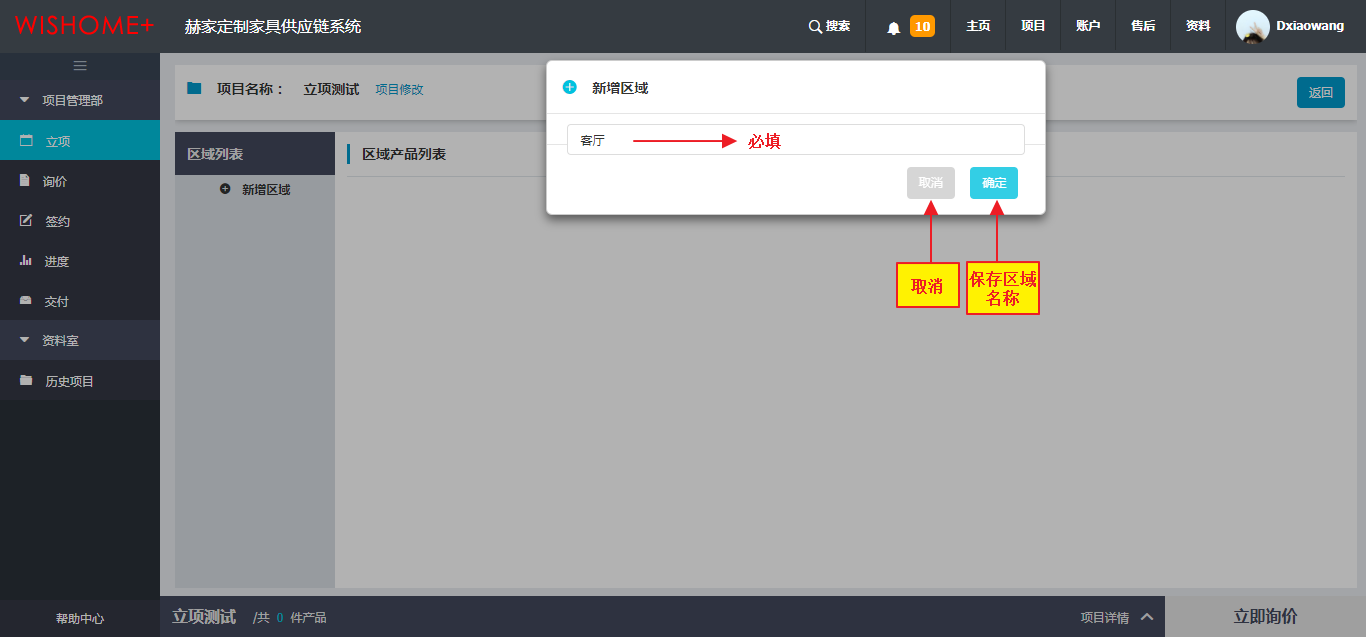 WISHOME+
赫家定制家具供应链系统
搜索
10
主页
项目
账户
售后
资料
Dxiaowang
项目管理部
立项
询价
签约
进度
交付
资料室
历史项目
帮助中心
项目名称：
立项测试
项目修改
返回
区域列表
新增区域
区域产品列表
新增区域
客厅
必填
取消
确定
取消
保存区域
名称
立项测试
/共 0 件产品
项目详情
立即询价